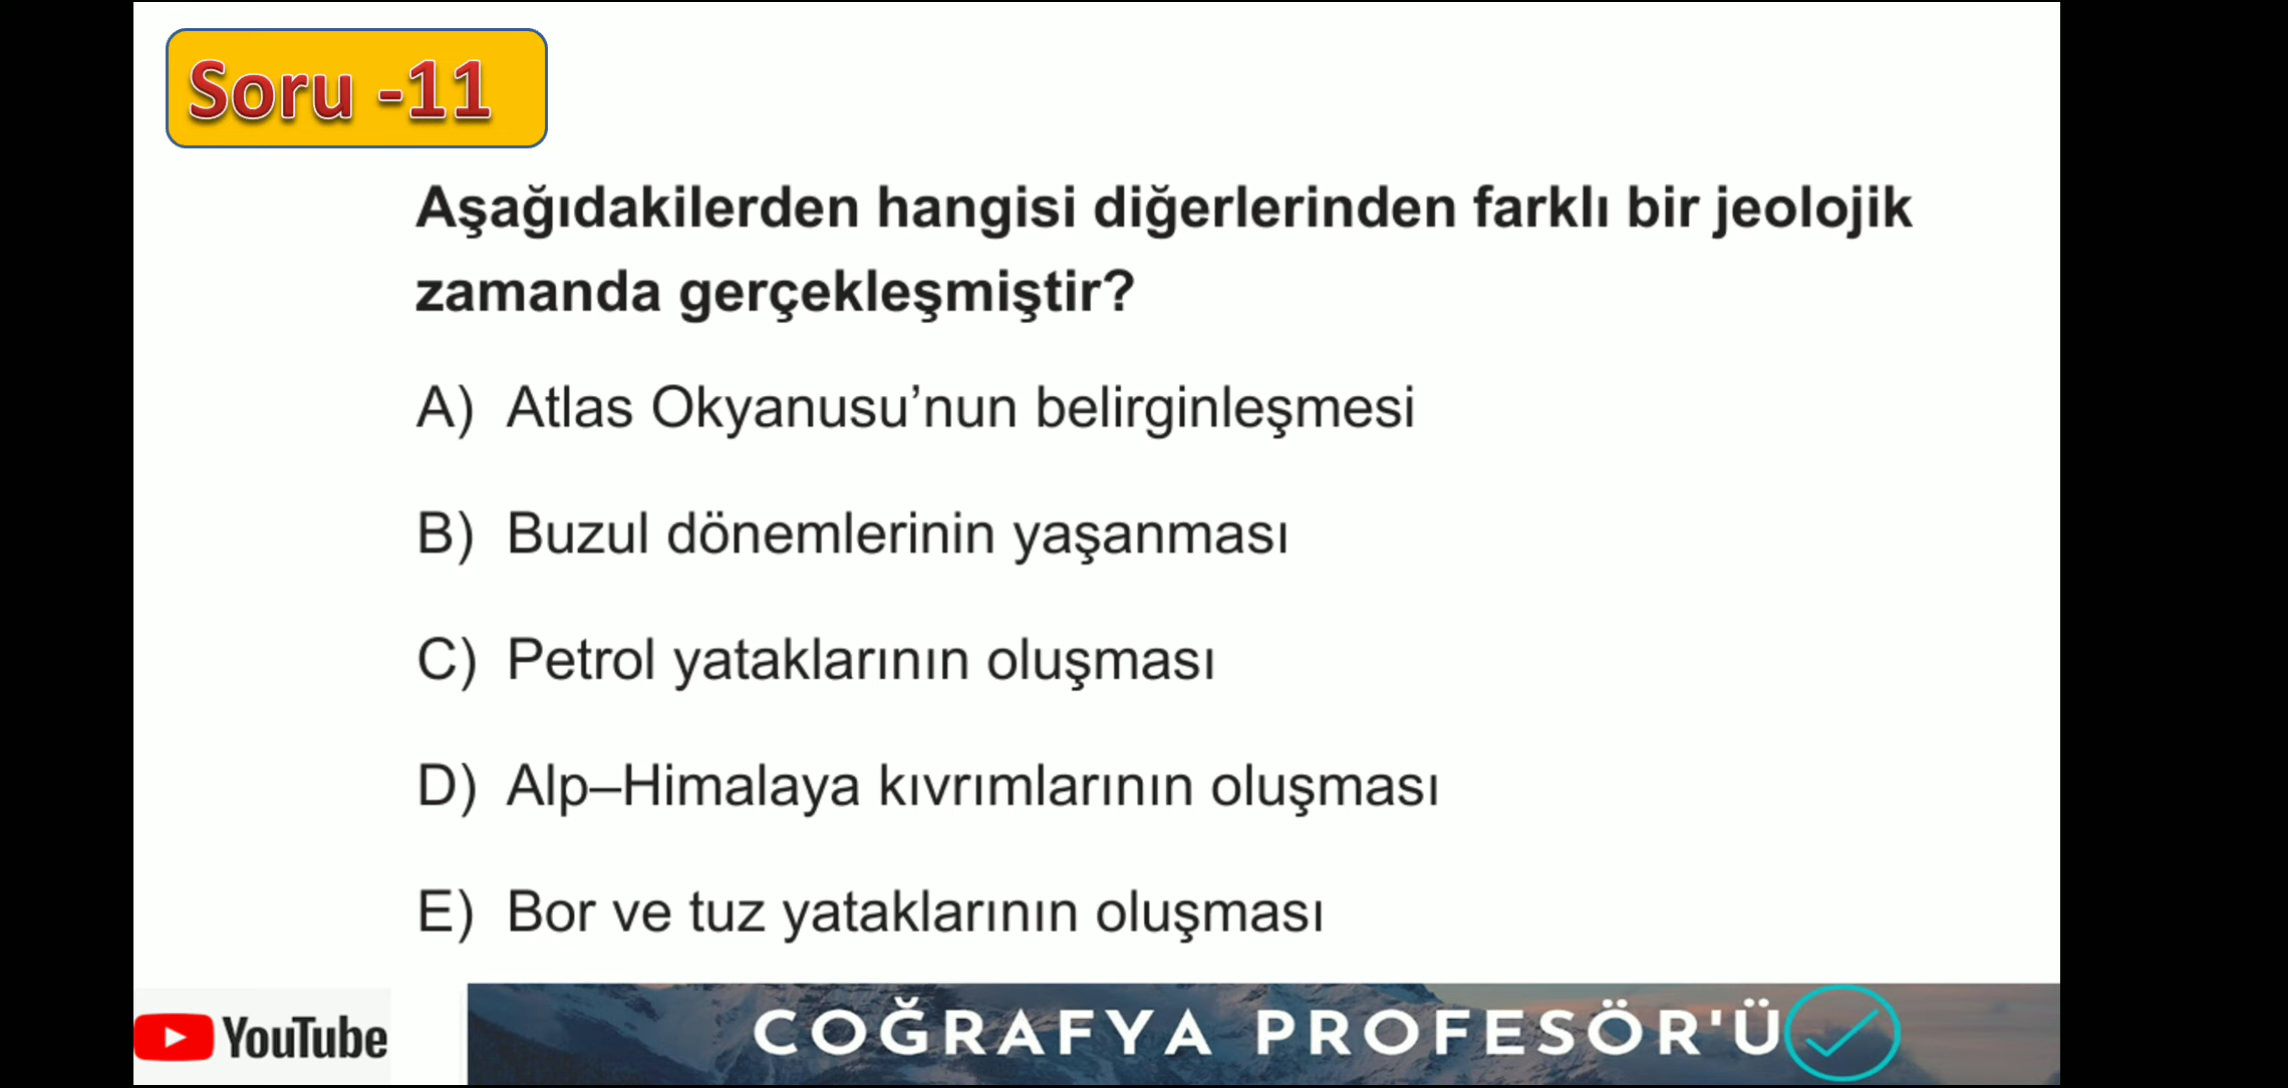 Soru -11
Aşağıdakilerden hangisi diğerlerinden farklı bir jeolojik
zamanda gerçekleşmiştir?
A) Atlas Okyanusu’nun belirginleşmesi
B) Buzul dönemlerinin yaşanması
C) Petrol yataklarının oluşması
D) Alp–Himalaya kıvrımlarının oluşması
E) Bor ve tuz yataklarının oluşması
YouTube
COĞRAFYA PROFESÖR'Ü